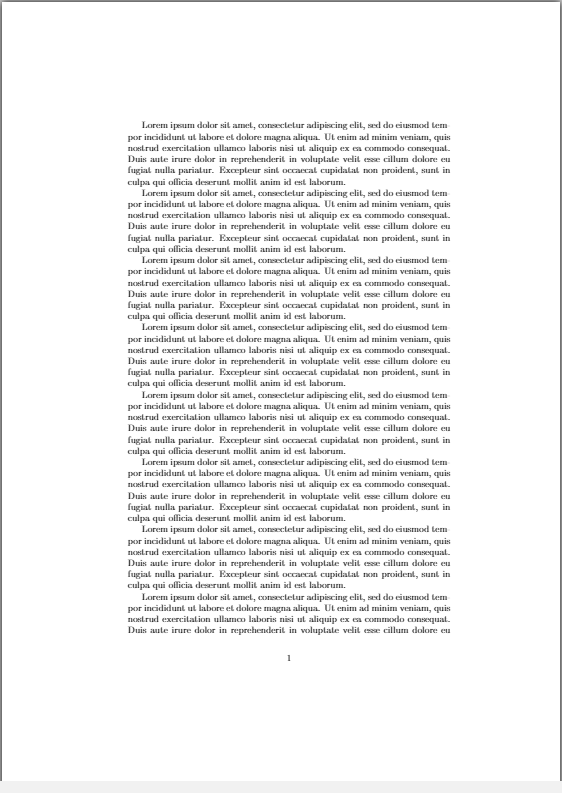 Lorem ipsum dolor sit amet, consectetur adipiscing elit, sed do eiusmod tem-
por incididunt ut labore et dolore magna aliqua. Ut enim ad minim veniam, quis
nostrud exercitation ullamco laboris nisi ut aliquip ex ea commodo consequat.
Duis aute irure dolor in reprehenderit in voluptate velit esse cillum dolore eu
fugiat nulla pariatur. Excepteur sint occaecat cupidatat non proident, sunt in
culpa qui officia deserunt mollit anim id est laborum.
Lorem ipsum dolor sit amet, consectetur adipiscing elit, sed do eiusmod tem-
por incididunt ut labore et dolore magna aliqua. Ut enim ad minim veniam, quis
nostrud exercitation ullamco laboris nisi ut aliquip ex ea commodo consequat.
Duis aute irure dolor in reprehenderit in voluptate velit esse cillum dolore eu
fugiat nulla pariatur. Excepteur sint occaecat cupidatat non proident, sunt in
culpa qui officia deserunt mollit anim id est laborum.
Lorem ipsum dolor sit amet, consectetur adipiscing elit, sed do eiusmod tem-
por incididunt ut labore et dolore magna aliqua. Ut enim ad minim veniam, quis
nostrud exercitation ullamco laboris nisi ut aliquip ex ea commodo consequat.
Duis aute irure dolor in reprehenderit in voluptate velit esse cillum dolore eu
fugiat nulla pariatur. Excepteur sint occaecat cupidatat non proident, sunt in
culpa qui officia deserunt mollit anim id est laborum.
Lorem ipsum dolor sit amet, consectetur adipiscing elit, sed do eiusmod tem-
por incididunt ut labore et dolore magna aliqua. Ut enim ad minim veniam, quis
nostrud exercitation ullamco laboris nisi ut aliquip ex ea commodo consequat.
Duis aute irure dolor in reprehenderit in voluptate velit esse cillum dolore eu
fugiat nulla pariatur. Excepteur sint occaecat cupidatat non proident, sunt in
culpa qui officia deserunt mollit anim id est laborum.
Lorem ipsum dolor sit amet, consectetur adipiscing elit, sed do eiusmod tem-
por incididunt ut labore et dolore magna aliqua. Ut enim ad minim veniam, quis
nostrud exercitation ullamco laboris nisi ut aliquip ex ea commodo consequat.
Duis aute irure dolor in reprehenderit in voluptate velit esse cillum dolore eu
fugiat nulla pariatur. Excepteur sint occaecat cupidatat non proident, sunt in
culpa qui officia deserunt mollit anim id est laborum.
Lorem ipsum dolor sit amet, consectetur adipiscing elit, sed do eiusmod tem-
por incididunt ut labore et dolore magna aliqua. Ut enim ad minim veniam, quis
nostrud exercitation ullamco laboris nisi ut aliquip ex ea commodo consequat.
Duis aute irure dolor in reprehenderit in voluptate velit esse cillum dolore eu
fugiat nulla pariatur. Excepteur sint occaecat cupidatat non proident, sunt in
culpa qui officia deserunt mollit anim id est laborum.
Lorem ipsum dolor sit amet, consectetur adipiscing elit, sed do eiusmod tem-
por incididunt ut labore et dolore magna aliqua. Ut enim ad minim veniam, quis
nostrud exercitation ullamco laboris nisi ut aliquip ex ea commodo consequat.
Duis aute irure dolor in reprehenderit in voluptate velit esse cillum dolore eu
fugiat nulla pariatur. Excepteur sint occaecat cupidatat non proident, sunt in
culpa qui officia deserunt mollit anim id est laborum.
Lorem ipsum dolor sit amet, consectetur adipiscing elit, sed do eiusmod tem-
por incididunt ut labore et dolore magna aliqua. Ut enim ad minim veniam, quis
nostrud exercitation ullamco laboris nisi ut aliquip ex ea commodo consequat.
Duis aute irure dolor in reprehenderit in voluptate velit esse cillum dolore eu
1